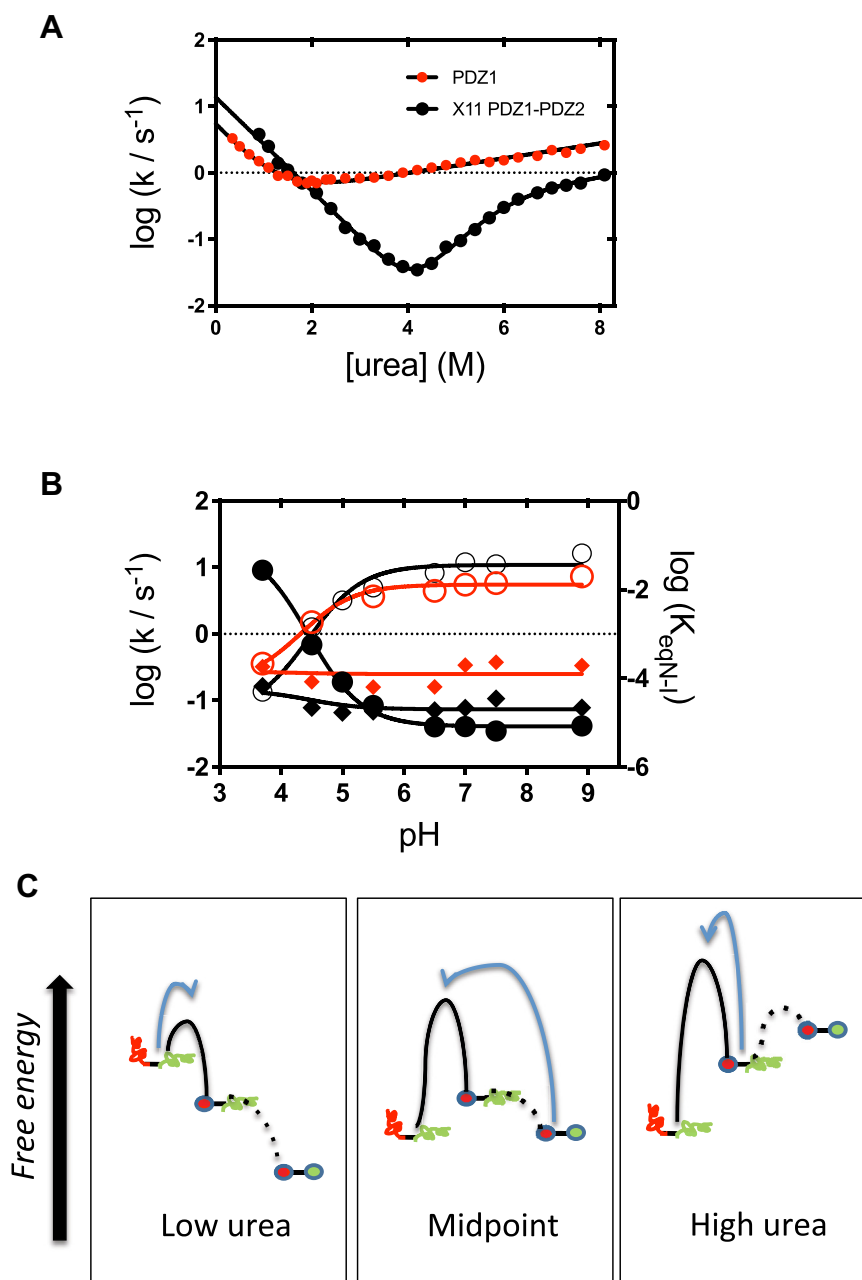 A
2
1
0
-1
-2
log (k / s⁻¹)
PDZ1
X11 PDZ1-PDZ2
0 2 4 6 8
[urea] (M)
B
2
1
0
-1
-2
log (k / s⁻¹)
0
-2
-4
-6
log (K_eqN-I)
3 4 5 6 7 8 9
pH
C
Free energy
Low urea
Midpoint
High urea